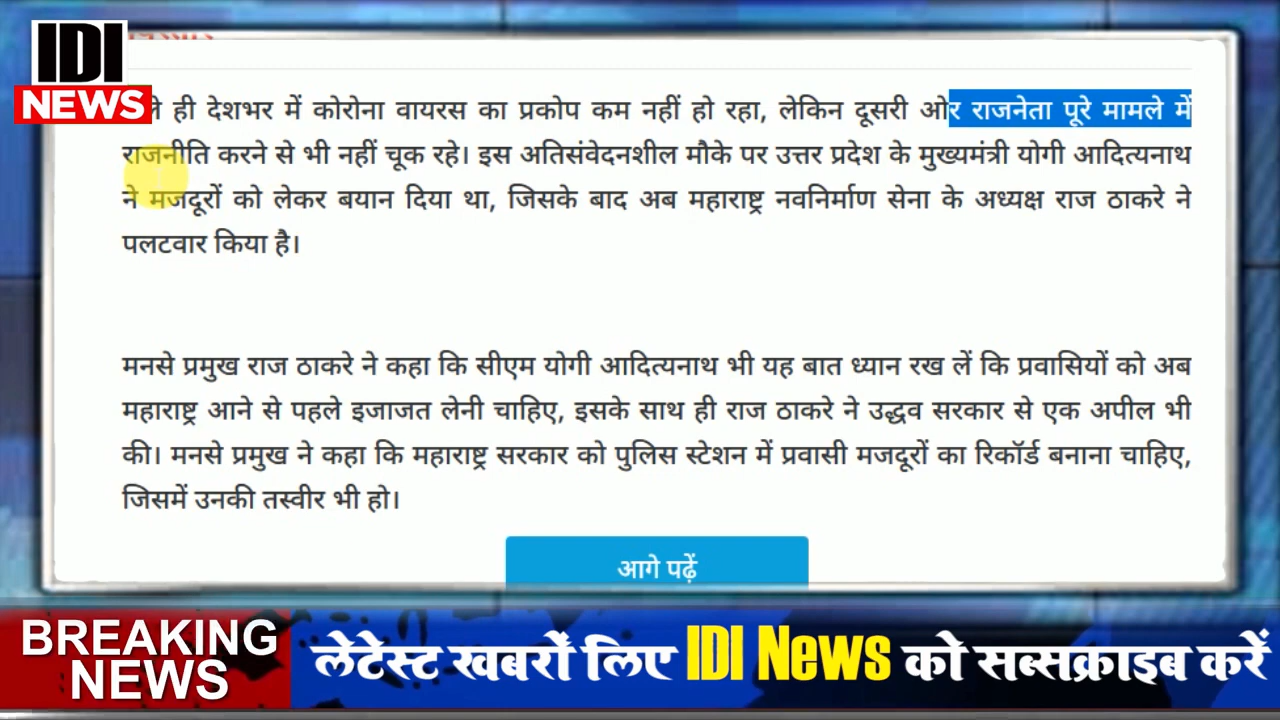 IDI
NEWS
ही देशभर में कोरोना वायरस का प्रकोप कम नहीं हो रहा, लेकिन दूसरी ओर राजनेता पूरे मामले में
राजनीति करने से भी नहीं चूक रहे। इस अतिसंवेदनशील मौके पर उत्तर प्रदेश के मुख्यमंत्री योगी आदित्यनाथ
ने मजदूरों को लेकर बयान दिया था, जिसके बाद अब महाराष्ट्र नवनिर्माण सेना के अध्यक्ष राज ठाकरे ने
पलटवार किया है।
मनसे प्रमुख राज ठाकरे ने कहा कि सीएम योगी आदित्यनाथ भी यह बात ध्यान रख लें कि प्रवासियों को अब
महाराष्ट्र आने से पहले इजाजत लेनी चाहिए, इसके साथ ही राज ठाकरे ने उद्धव सरकार से एक अपील भी
की। मनसे प्रमुख ने कहा कि महाराष्ट्र सरकार को पुलिस स्टेशन में प्रवासी मजदूरों का रिकॉर्ड बनाना चाहिए,
जिसमें उनकी तस्वीर भी हो।
आगे पढ़ें
BREAKING
NEWS
लेटेस्ट खबरों लिए IDI News को सब्सक्राइब करें